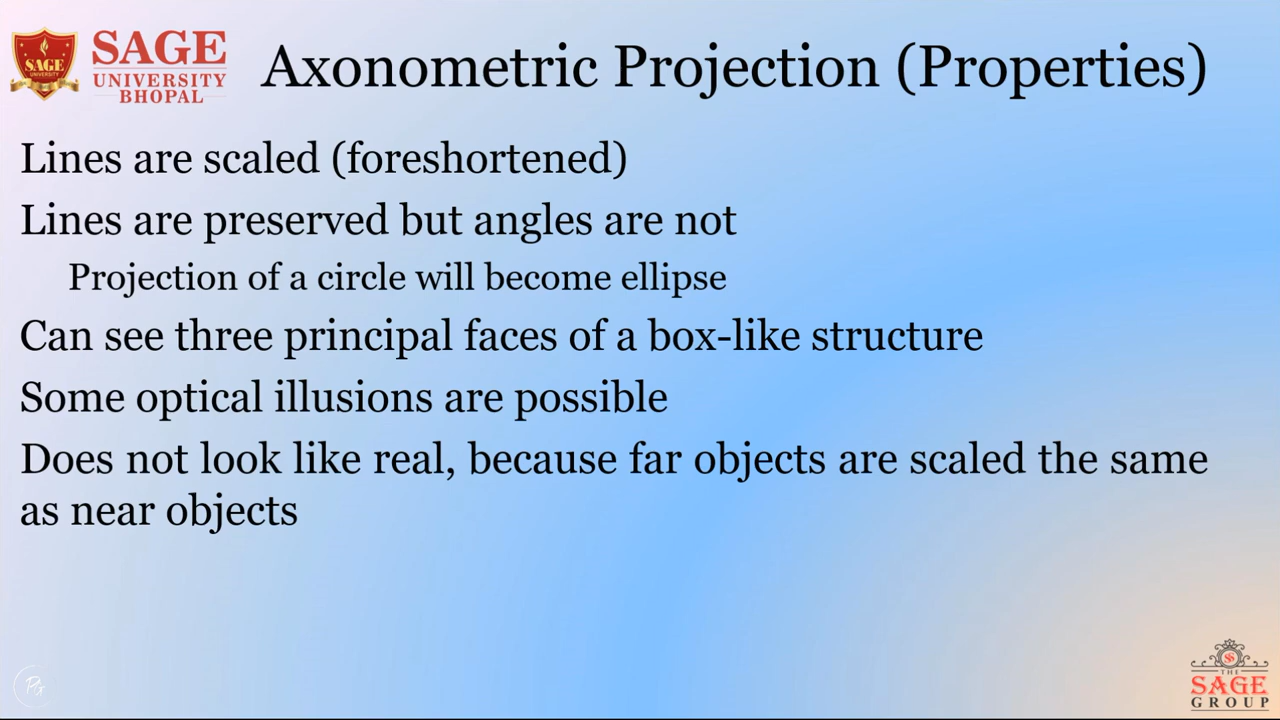 SAGE
UNIVERSITY
BHOPAL
SAGE
UNIVERSITY
Axonometric Projection (Properties)
Lines are scaled (foreshortened)
Lines are preserved but angles are not
Projection of a circle will become ellipse
Can see three principal faces of a box-like structure
Some optical illusions are possible
Does not look like real, because far objects are scaled the same
as near objects
THE
SAGE
GROUP